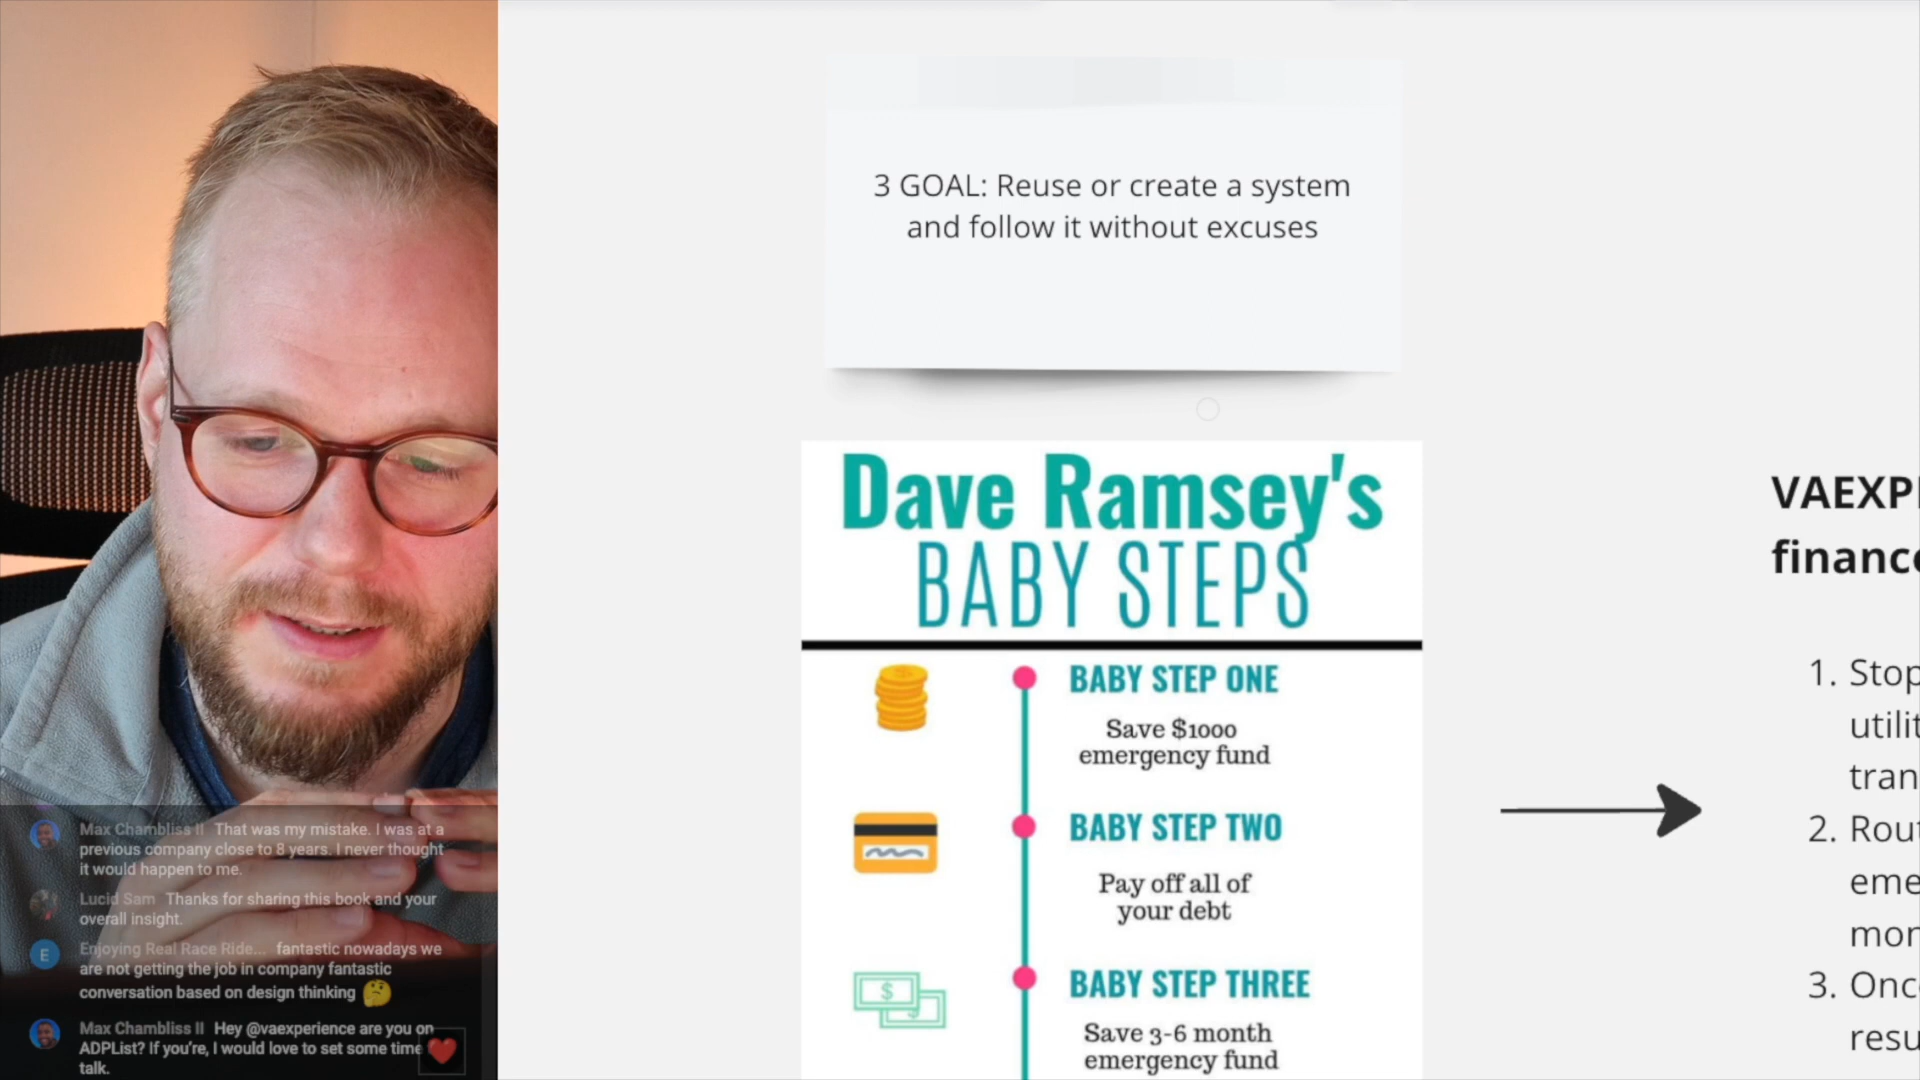 3 GOAL: Reuse or create a system
and follow it without excuses
Dave Ramsey's
BABY STEPS
BABY STEP ONE
Save $1000
emergency fund
BABY STEP TWO
Pay off all of
your debt
BABY STEP THREE
Save 3-6 month
emergency fund
VAEXP
financ
1. Stop
utilit
tran
2. Rout
eme
mon
3. Onc
resu
Max Chambliss II That was my mistake. I was at a
previous company close to 8 years. I never thought
it would happen to me.
Lucid Sam Thanks for sharing this book and your
overall insight.
E
Enjoying Real Race Ride... fantastic nowadays we
are not getting the job in company fantastic
conversation based on design thinking 🤔
Max Chambliss II Hey @vaexperience are you on
ADPList? If you're, I would love to set some time
talk.